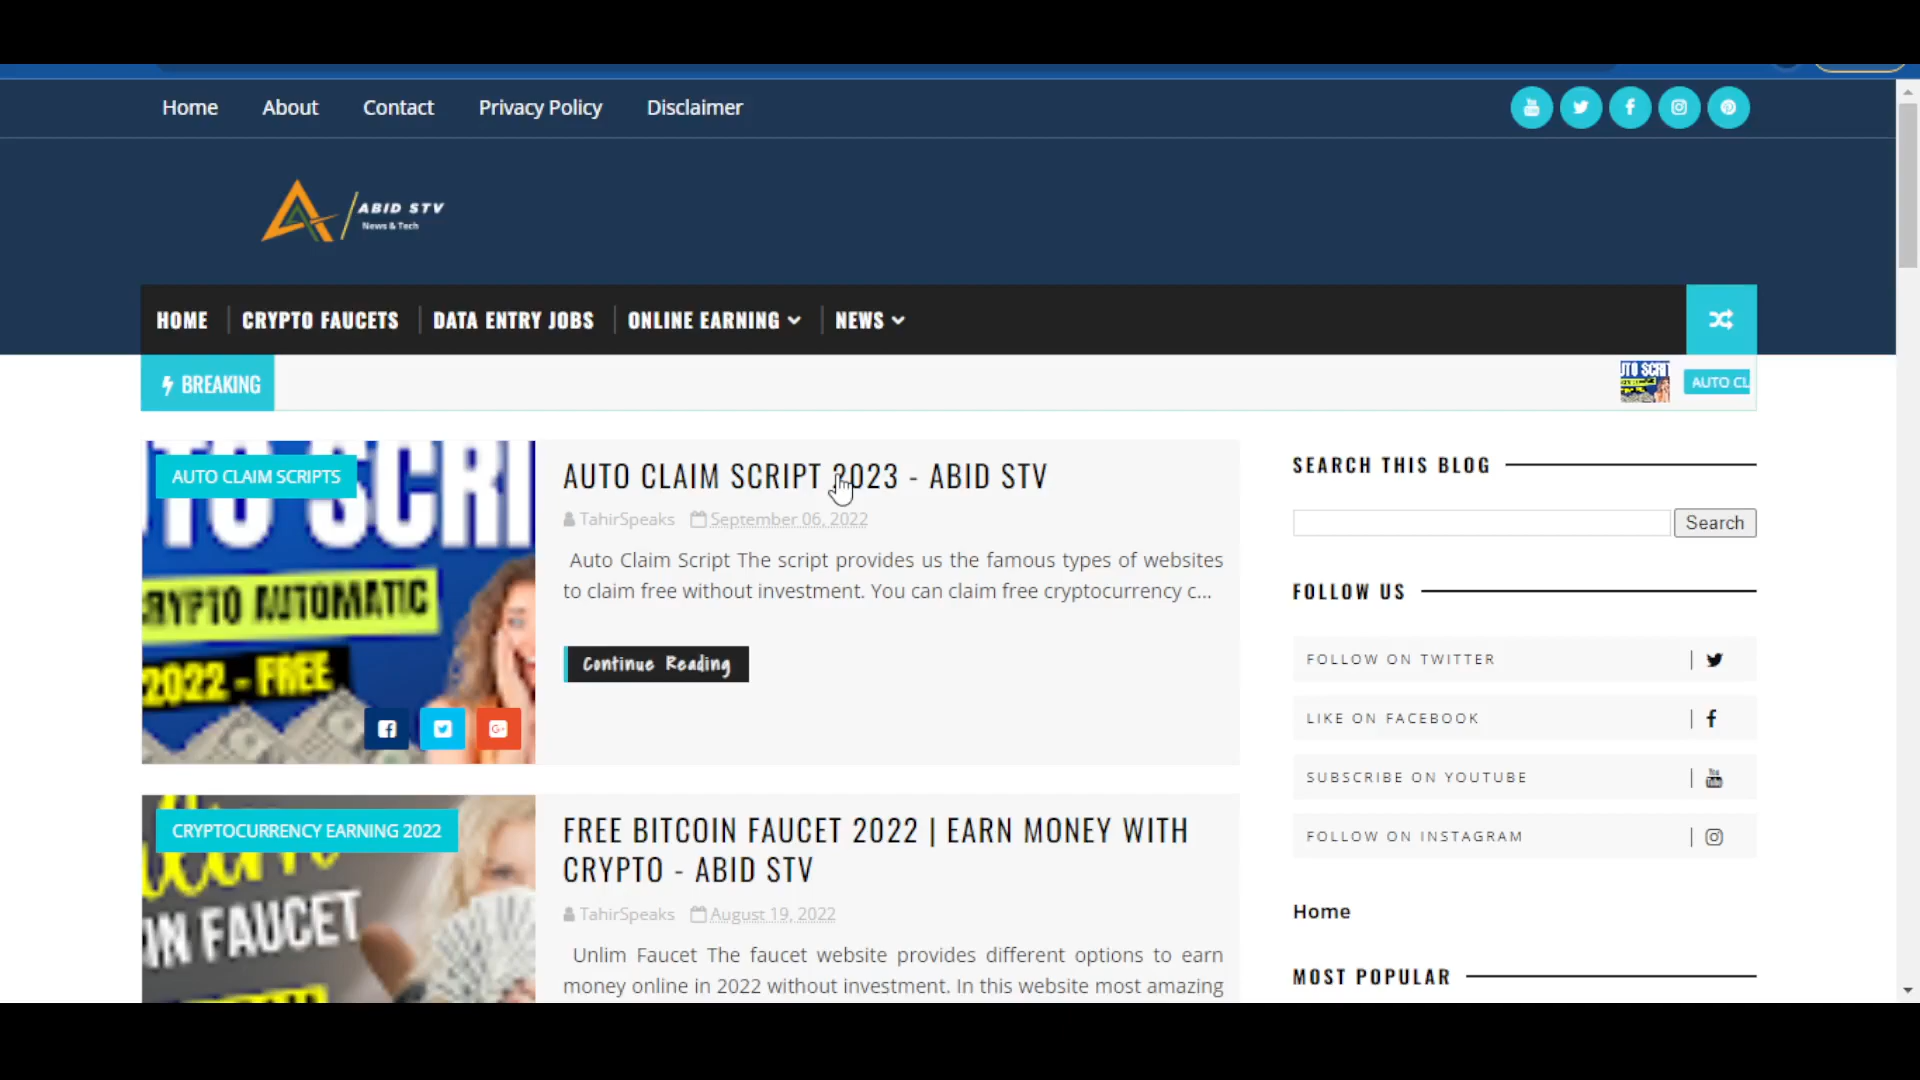 Home About Contact Privacy Policy Disclaimer
ABID STV
News & Tech
HOME CRYPTO FAUCETS DATA ENTRY JOBS ONLINE EARNING NEWS
BREAKING
UTO SCRI
AUTO CL
AUTO CLAIM SCRIPTS
TO SCRI
CRYPTO AUTOMATIC
2022 - FREE
AUTO CLAIM SCRIPT 2023 - ABID STV
TahirSpeaks September 06, 2022
Auto Claim Script The script provides us the famous types of websites
to claim free without investment. You can claim free cryptocurrency c...
Continue Reading
CRYPTOCURRENCY EARNING 2022
IN FAUCET
FREE BITCOIN FAUCET 2022 | EARN MONEY WITH
CRYPTO - ABID STV
TahirSpeaks August 19, 2022
Unlim Faucet The faucet website provides different options to earn
money online in 2022 without investment. In this website most amazing
SEARCH THIS BLOG
Search
FOLLOW US
FOLLOW ON TWITTER
LIKE ON FACEBOOK
SUBSCRIBE ON YOUTUBE
FOLLOW ON INSTAGRAM
Home
MOST POPULAR